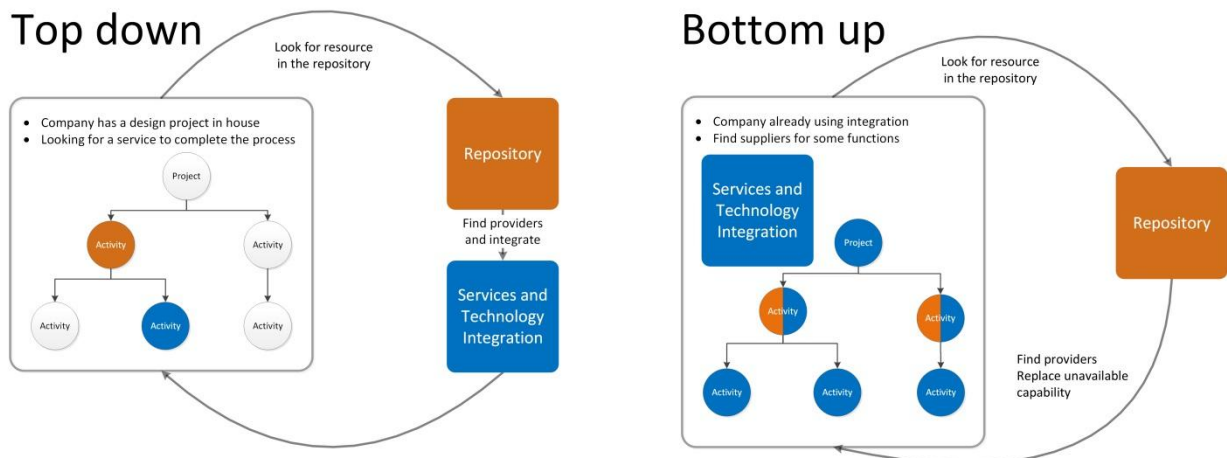 Top down
Look for resource
in the repository
• Company has a design project in house
• Looking for a service to complete the process
Project
Activity
Activity
Activity
Activity
Activity
Repository
Find providers
and integrate
Services and
Technology
Integration
Bottom up
Look for resource
in the repository
• Company already using integration
• Find suppliers for some functions
Services and
Technology
Integration
Project
Activity
Activity
Activity
Activity
Activity
Repository
Find providers
Replace unavailable
capability